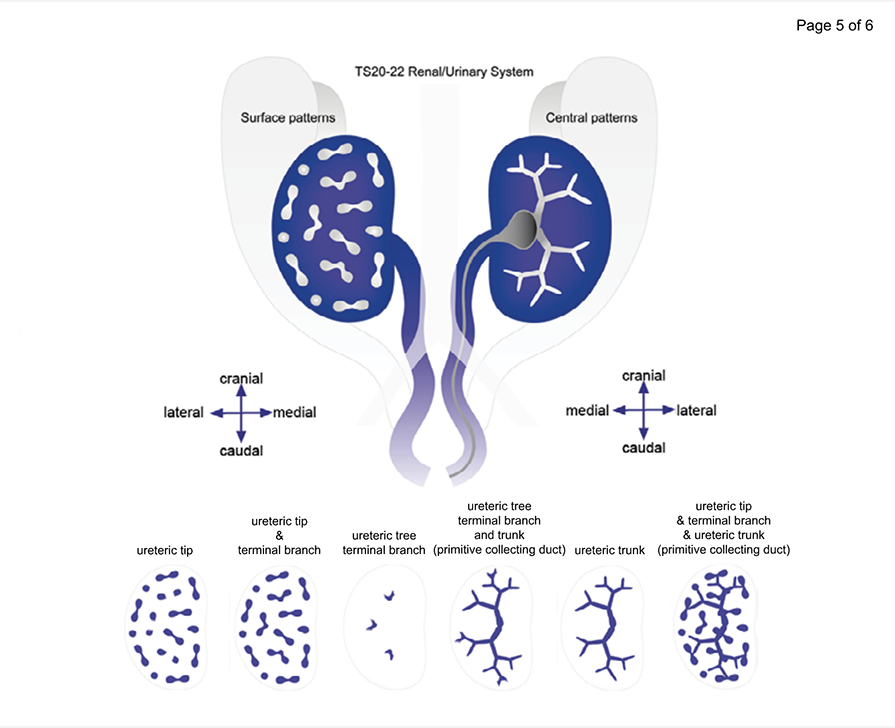 Page 5 of 6
TS20-22 Renal/Urinary System
Surface patterns
Central patterns
cranial
lateral
medial
caudal
cranial
medial
lateral
caudal
ureteric tip
ureteric tip
&
terminal branch
ureteric tree
terminal branch
ureteric tree
terminal branch
and trunk
(primitive collecting duct)
ureteric trunk
ureteric tip
& terminal branch
& ureteric trunk
(primitive collecting duct)